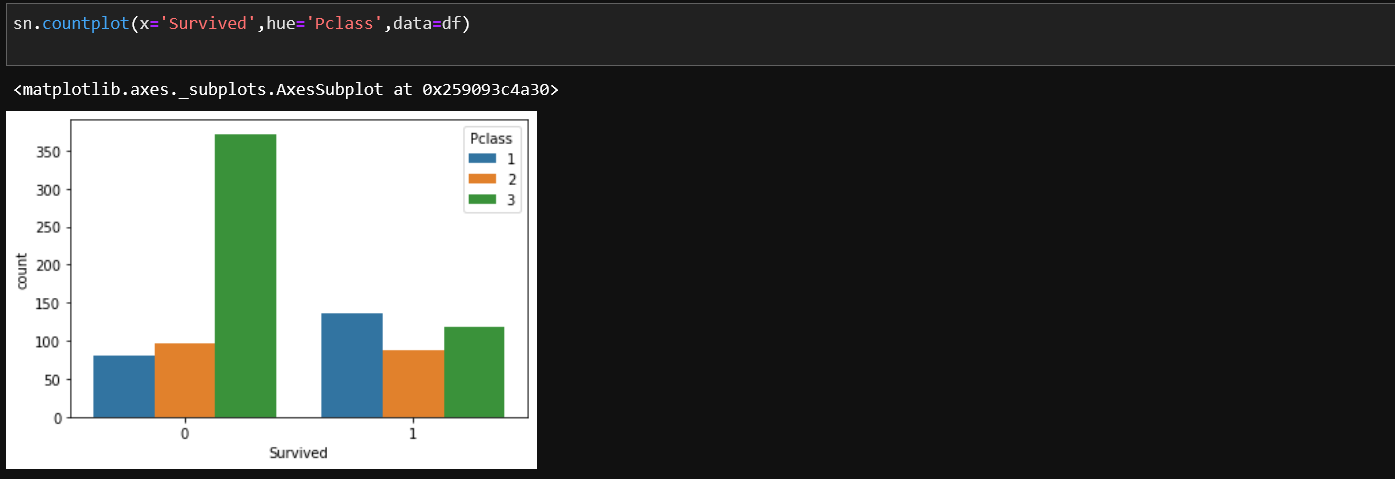 sn.countplot(x='Survived',hue='Pclass',data=df)
<matplotlib.axes._subplots.AxesSubplot at 0x259093c4a30>
Pclass
1
2
3
350
300
250
200
150
100
50
0
count
0 1
Survived